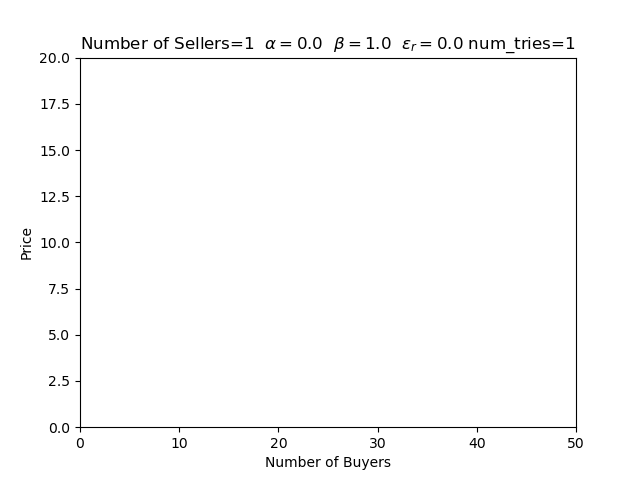 Number of Sellers=1 α = 0.0 β = 1.0 εᵣ = 0.0 num_tries=1
20.0
17.5
15.0
12.5
10.0
7.5
5.0
2.5
0.0
Price
0 10 20 30 40 50
Number of Buyers